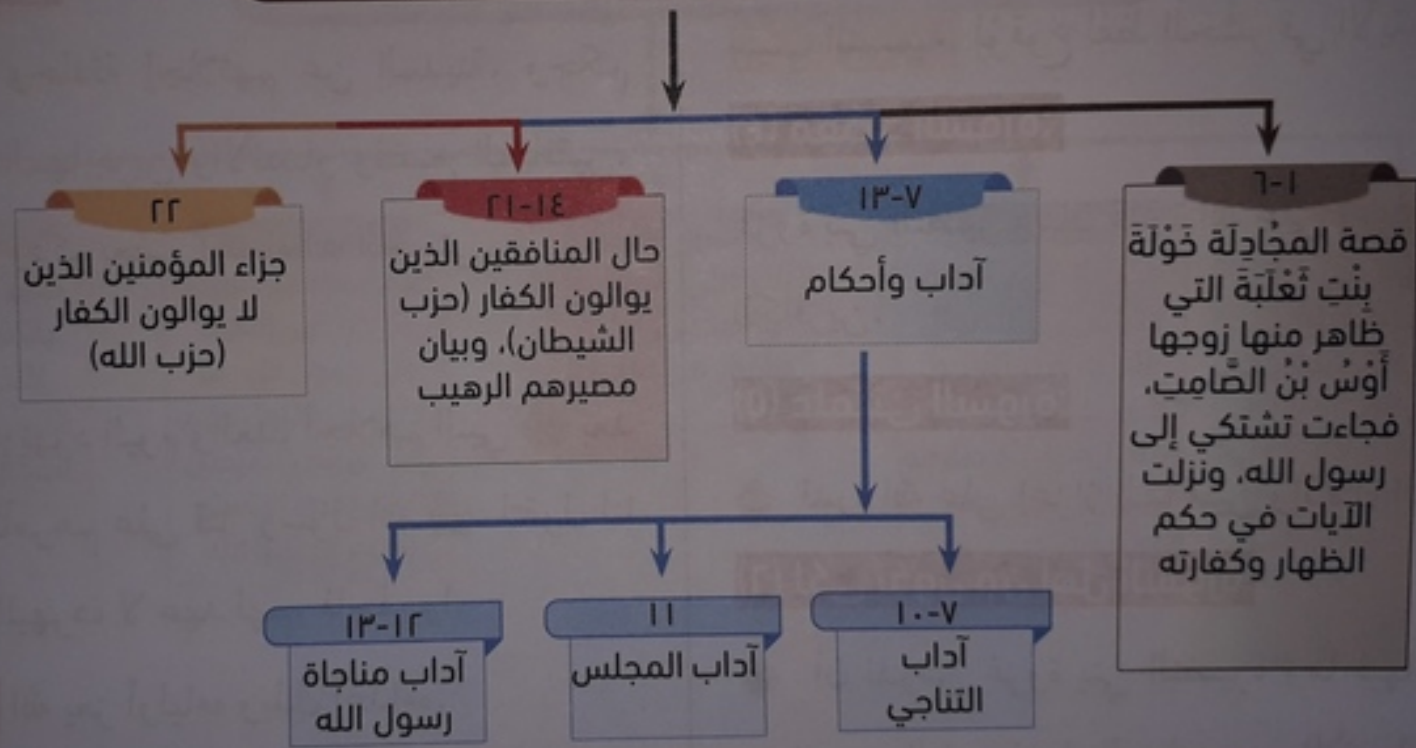 ٦-١
قصة المجُادِلَة خَوْلَةَ
بِنْتِ ثَعْلَبَةَ التي
ظاهر منها زوجها
أَوْسُ بْنُ الصَّامِتِ،
فجاءت تشتكي إلى
رسول الله، ونزلت
الآيات في حكم
الظهار وكفارته
١٣-٧
آداب وأحكام
٢١-١٤
حال المنافقين الذين
يوالون الكفار (حزب
الشيطان)، وبيان
مصيرهم الرهيب
٢٢
جزاء المؤمنين الذين
لا يوالون الكفار
(حزب الله)
١٠-٧
آداب
التناجي
١١
آداب المجلس
١٣-١٢
آداب مناجاة
رسول الله